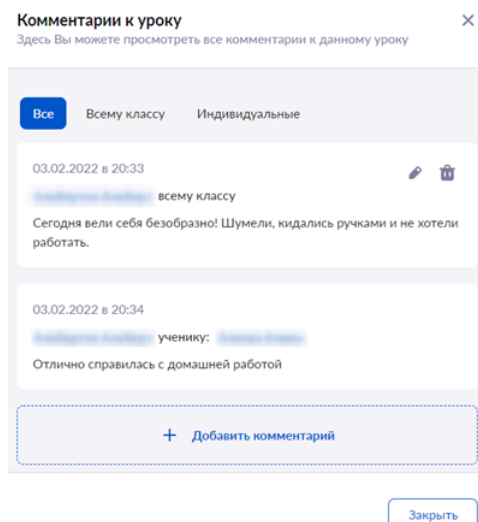 Комментарии к уроку
Здесь Вы можете просмотреть все комментарии к данному уроку
Все Всему классу Индивидуальные
03.02.2022 в 20:33
всему классу
Сегодня вели себя безобразно! Шумели, кидались ручками и не хотели
работать.
03.02.2022 в 20:34
ученику:
Отлично справилась с домашней работой
+ Добавить комментарий
Закрыть